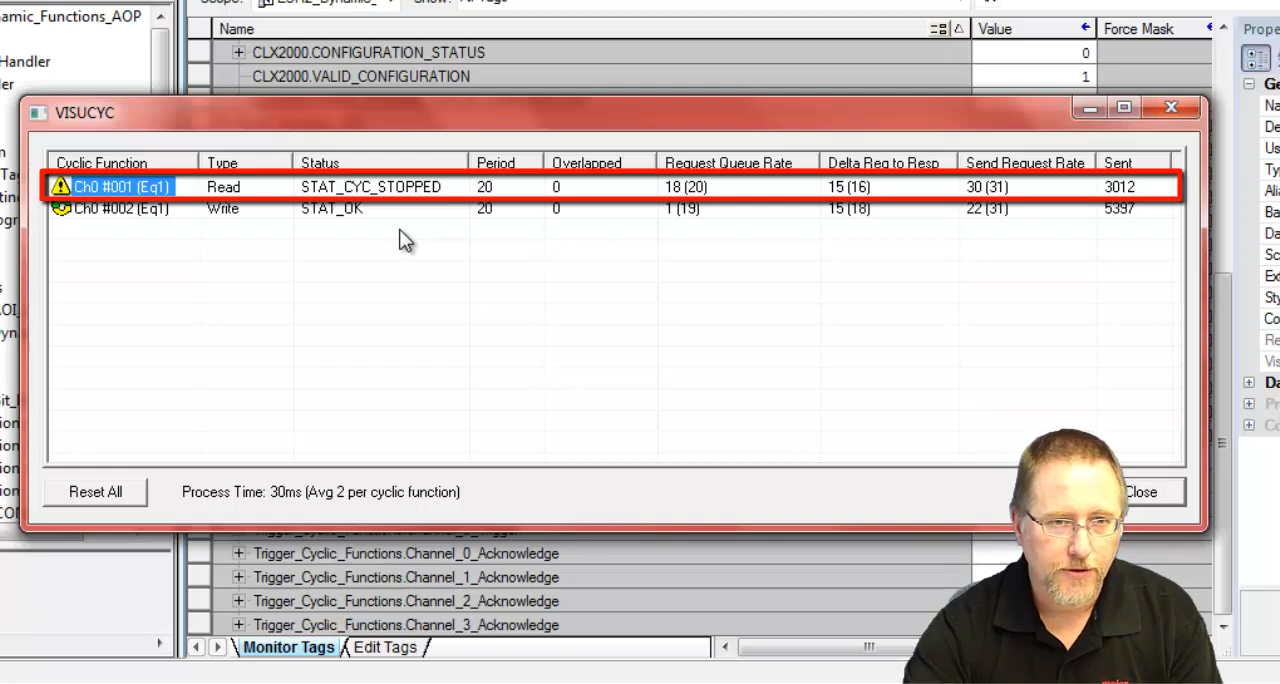 amic_Functions_AOP
Show:
Name Value Force Mask Prope
Handler
CLX2000.CONFIGURATION_STATUS 0
ler
CLX2000.VALID_CONFIGURATION 1
VISUCYC
Cyclic Function Type Status Period Overlapped Request Queue Rate Delta Req to Resp Send Request Rate Sent
Ch0 #001 (Eq1) Read STAT_CYC_STOPPED 20 0 18 (20) 15 (16) 30 (31) 3012
Ch0 #002 (Eq1) Write STAT_OK 20 0 1 (19) 15 (18) 22 (31) 5397
Reset All Process Time: 30ms (Avg 2 per cyclic function) Close
Trigger_Cyclic_Functions.Channel_0_Acknowledge
Trigger_Cyclic_Functions.Channel_1_Acknowledge
Trigger_Cyclic_Functions.Channel_2_Acknowledge
Trigger_Cyclic_Functions.Channel_3_Acknowledge
Monitor Tags Edit Tags